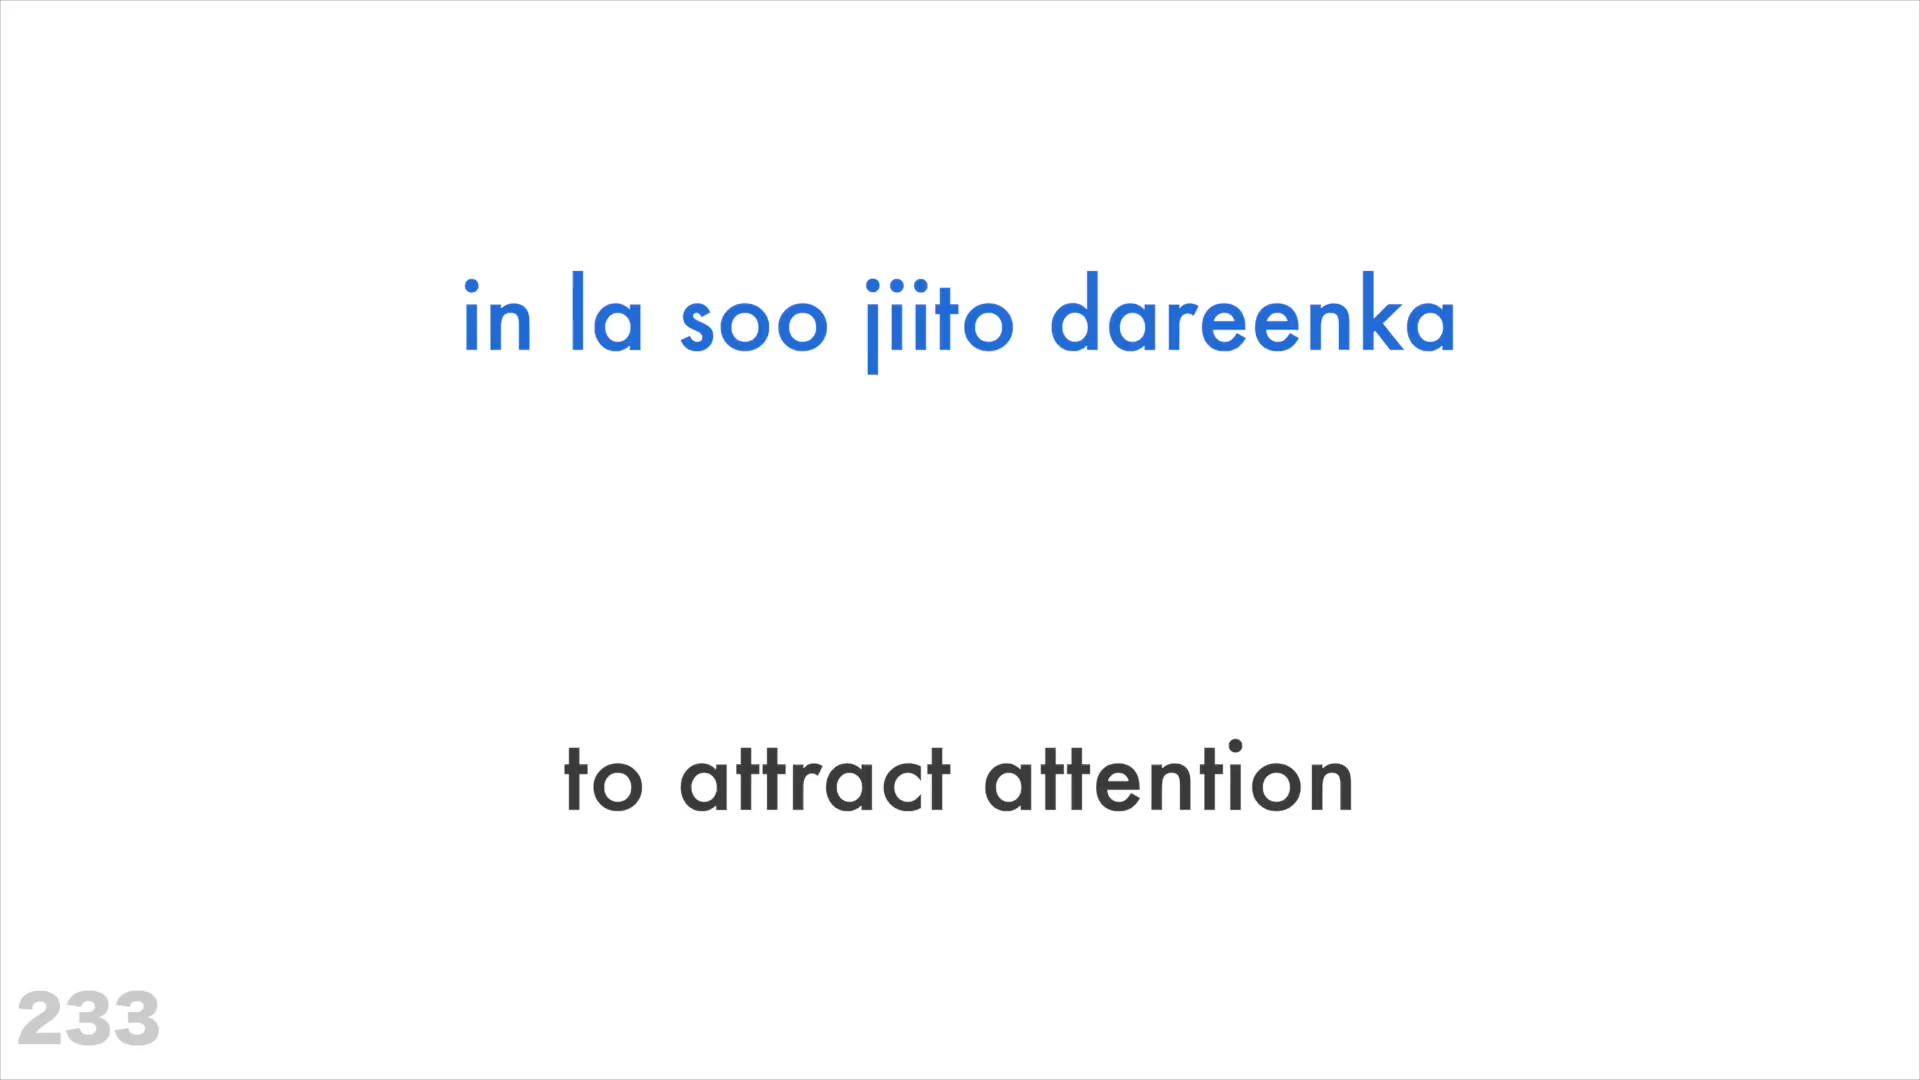 in la soo jiito dareenka
to attract attention
233